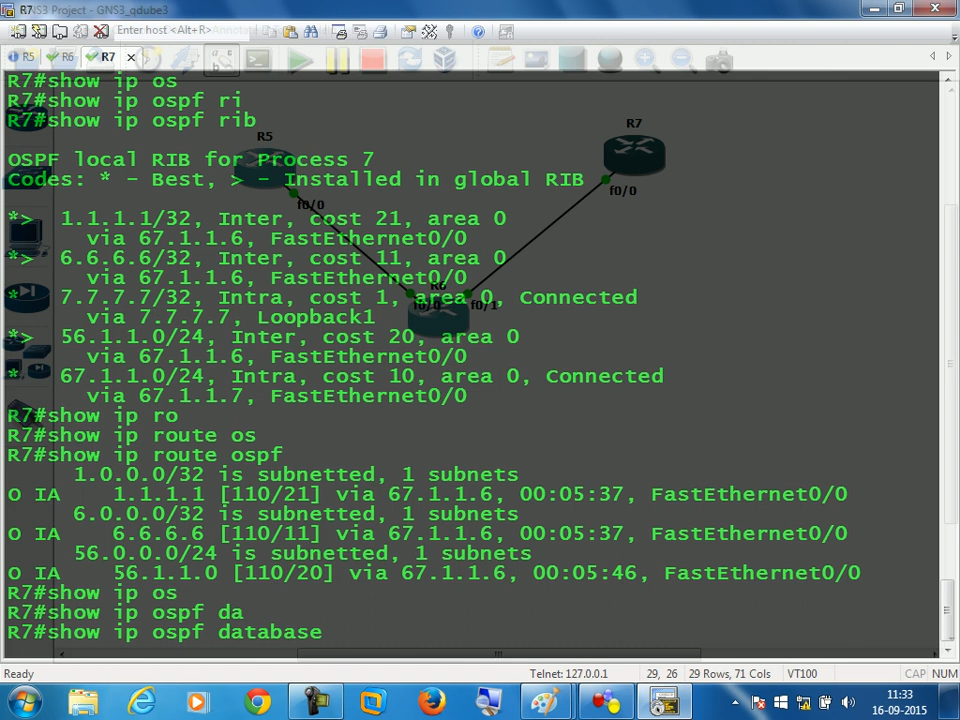 R7
GNS3 Project - GNS3_qdube3
Enter host <Alt+R>
R5
R6
R7
R7#show ip os
R7#show ip ospf ri
R7#show ip ospf rib
R5
R7
OSPF local RIB for Process 7
Codes: * - Best, > - Installed in global RIB
f0/0
f0/0
*>   1.1.1.1/32, Inter, cost 21, area 0
via 67.1.1.6, FastEthernet0/0
*>   6.6.6.6/32, Inter, cost 11, area 0
via 67.1.1.6, FastEthernet0/0
R6
*    7.7.7.7/32, Intra, cost 1, area 0, Connected
f0/0
f0/1
via 7.7.7.7, Loopback1
*>   56.1.1.0/24, Inter, cost 20, area 0
via 67.1.1.6, FastEthernet0/0
*    67.1.1.0/24, Intra, cost 10, area 0, Connected
via 67.1.1.7, FastEthernet0/0
R7#show ip ro
R7#show ip route os
R7#show ip route ospf
1.0.0.0/32 is subnetted, 1 subnets
O IA    1.1.1.1 [110/21] via 67.1.1.6, 00:05:37, FastEthernet0/0
6.0.0.0/32 is subnetted, 1 subnets
O IA    6.6.6.6 [110/11] via 67.1.1.6, 00:05:37, FastEthernet0/0
56.0.0.0/24 is subnetted, 1 subnets
O IA    56.1.1.0 [110/20] via 67.1.1.6, 00:05:46, FastEthernet0/0
R7#show ip os
R7#show ip ospf da
R7#show ip ospf database
Ready
Telnet: 127.0.0.1
29, 26
29 Rows, 71 Cols
VT100
CAP NUM
11:33
16-09-2015